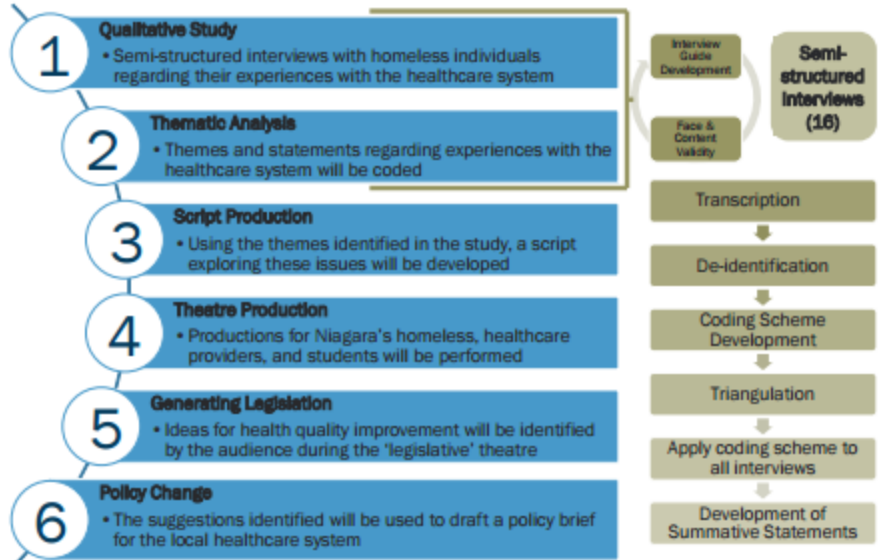 1
Qualitative Study
• Semi-structured interviews with homeless individuals
regarding their experiences with the healthcare system
2
Thematic Analysis
• Themes and statements regarding experiences with the
healthcare system will be coded
3
Script Production
• Using the themes identified in the study, a script
exploring these issues will be developed
4
Theatre Production
• Productions for Niagara's homeless, healthcare
providers, and students will be performed
5
Generating Legislation
• Ideas for health quality improvement will be identified
by the audience during the 'legislative' theatre
6
Policy Change
• The suggestions identified will be used to draft a policy brief
for the local healthcare system
Interview
Guide
Development
Face &
Content
Validity
Semi-
structured
Interviews
(16)
Transcription
De-identification
Coding Scheme
Development
Triangulation
Apply coding scheme to
all interviews
Development of
Summative Statements